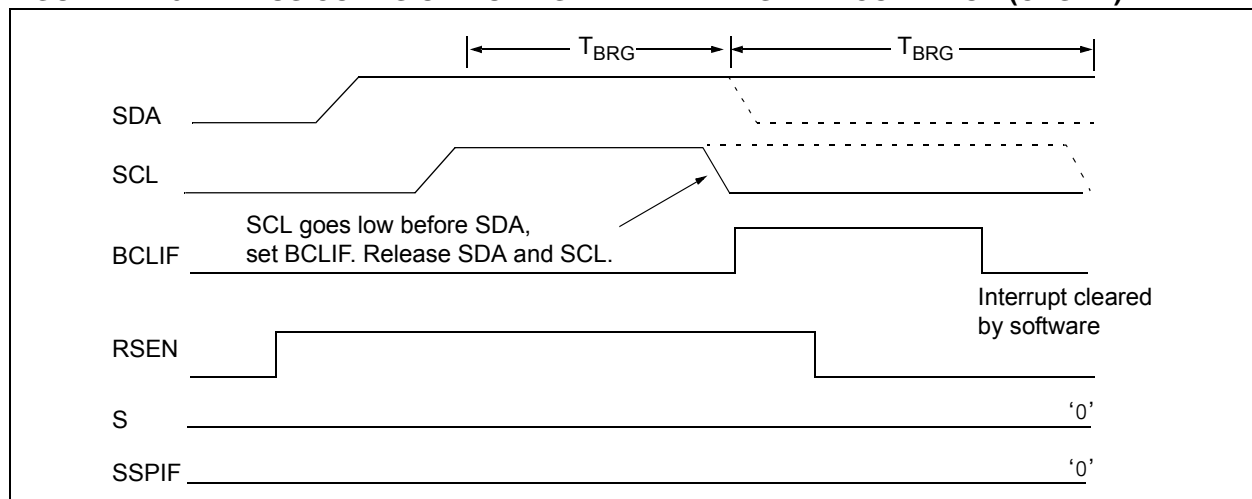 TBRG TBRG
SDA
SCL
SCL goes low before SDA,
set BCLIF. Release SDA and SCL.
BCLIF
Interrupt cleared
by software
RSEN
S '0'
SSPIF '0'